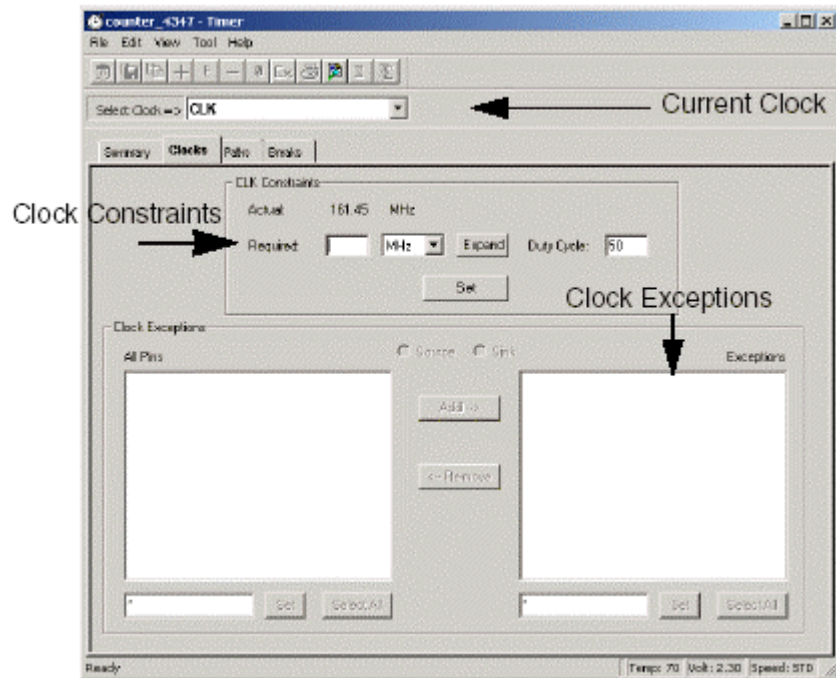 counter_4347 - Timer
File Edit View Tool Help
Select Clock => CLK
Current Clock
Summary Clocks Paths Breaks
CLK Constraints
Actual: 161.45 MHz
Clock Constraints
Required: MHz Expand Duty Cycle: 50
Set
Clock Exceptions
Clock Exceptions
All Pins Source Sink Exceptions
Add ->
<- Remove
* Set Select All * Set Select All
Ready Temp: 70 Volt: 2.30 Speed: STD